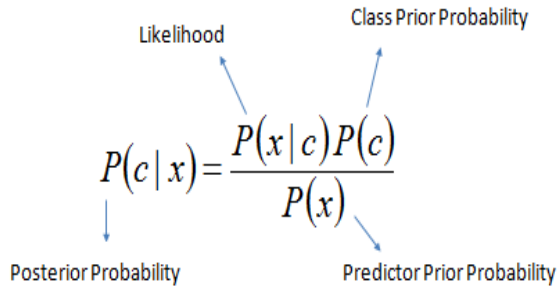 Class Prior Probability
Likelihood
P(x|c)P(c)
P(c|x)=
P(x)
Posterior Probability
Predictor Prior Probability